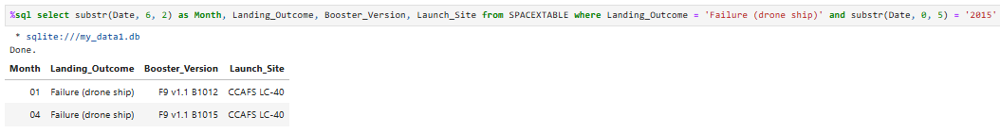 %sql select substr(Date, 6, 2) as Month, Landing_Outcome, Booster_Version, Launch_Site from SPACEXTABLE where Landing_Outcome = 'Failure (drone ship)' and substr(Date, 0, 5) = '2015'
* sqlite:///my_data1.db
Done.
Month Landing_Outcome Booster_Version Launch_Site
01 Failure (drone ship) F9 v1.1 B1012 CCAFS LC-40
04 Failure (drone ship) F9 v1.1 B1015 CCAFS LC-40